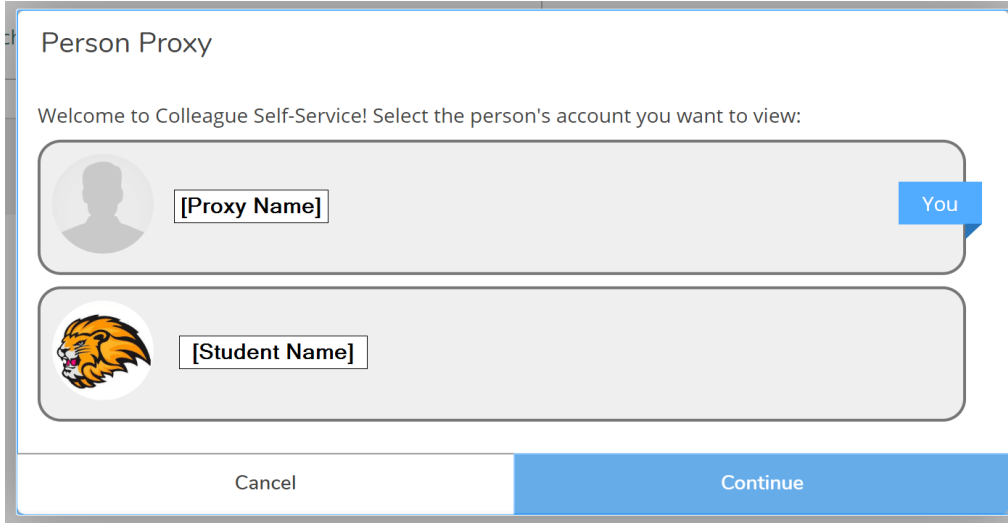 Person Proxy
Welcome to Colleague Self-Service! Select the person's account you want to view:
[Proxy Name]
You
[Student Name]
Cancel
Continue